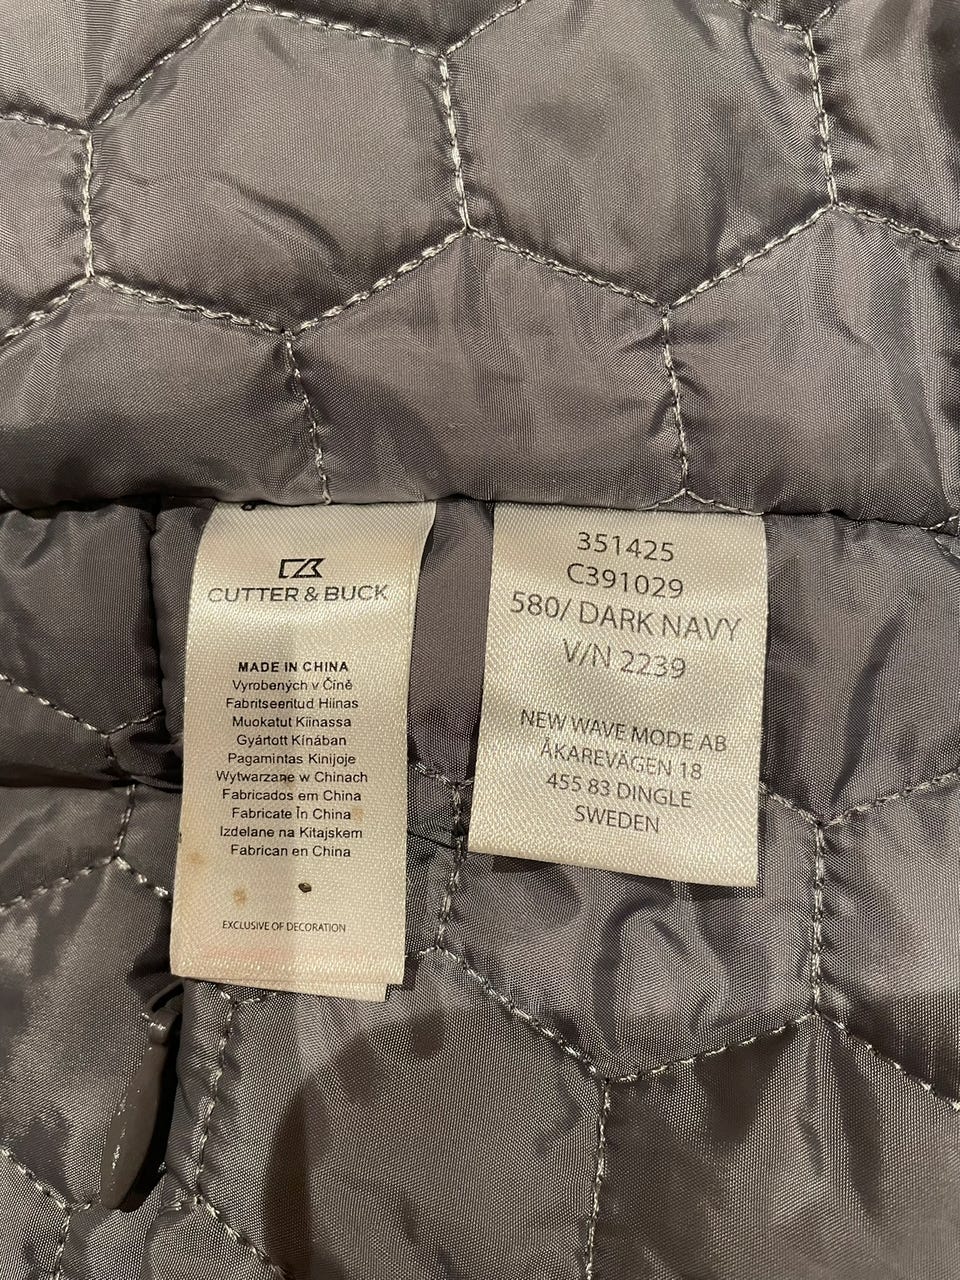 CUTTER & BUCK
MADE IN CHINA
Vyrobených v Číně
Fabritseeritud Hiinas
Muokatut Kiinassa
Gyártott Kínában
Pagamintas Kinijoje
Wytwarzane w Chinach
Fabricados em China
Fabricate În China
Izdelane na Kitajskem
Fabrican en China
EXCLUSIVE OF DECORATION
351425
C391029
580/ DARK NAVY
V/N 2239
NEW WAVE MODE AB
ÅKAREVÄGEN 18
455 83 DINGLE
SWEDEN